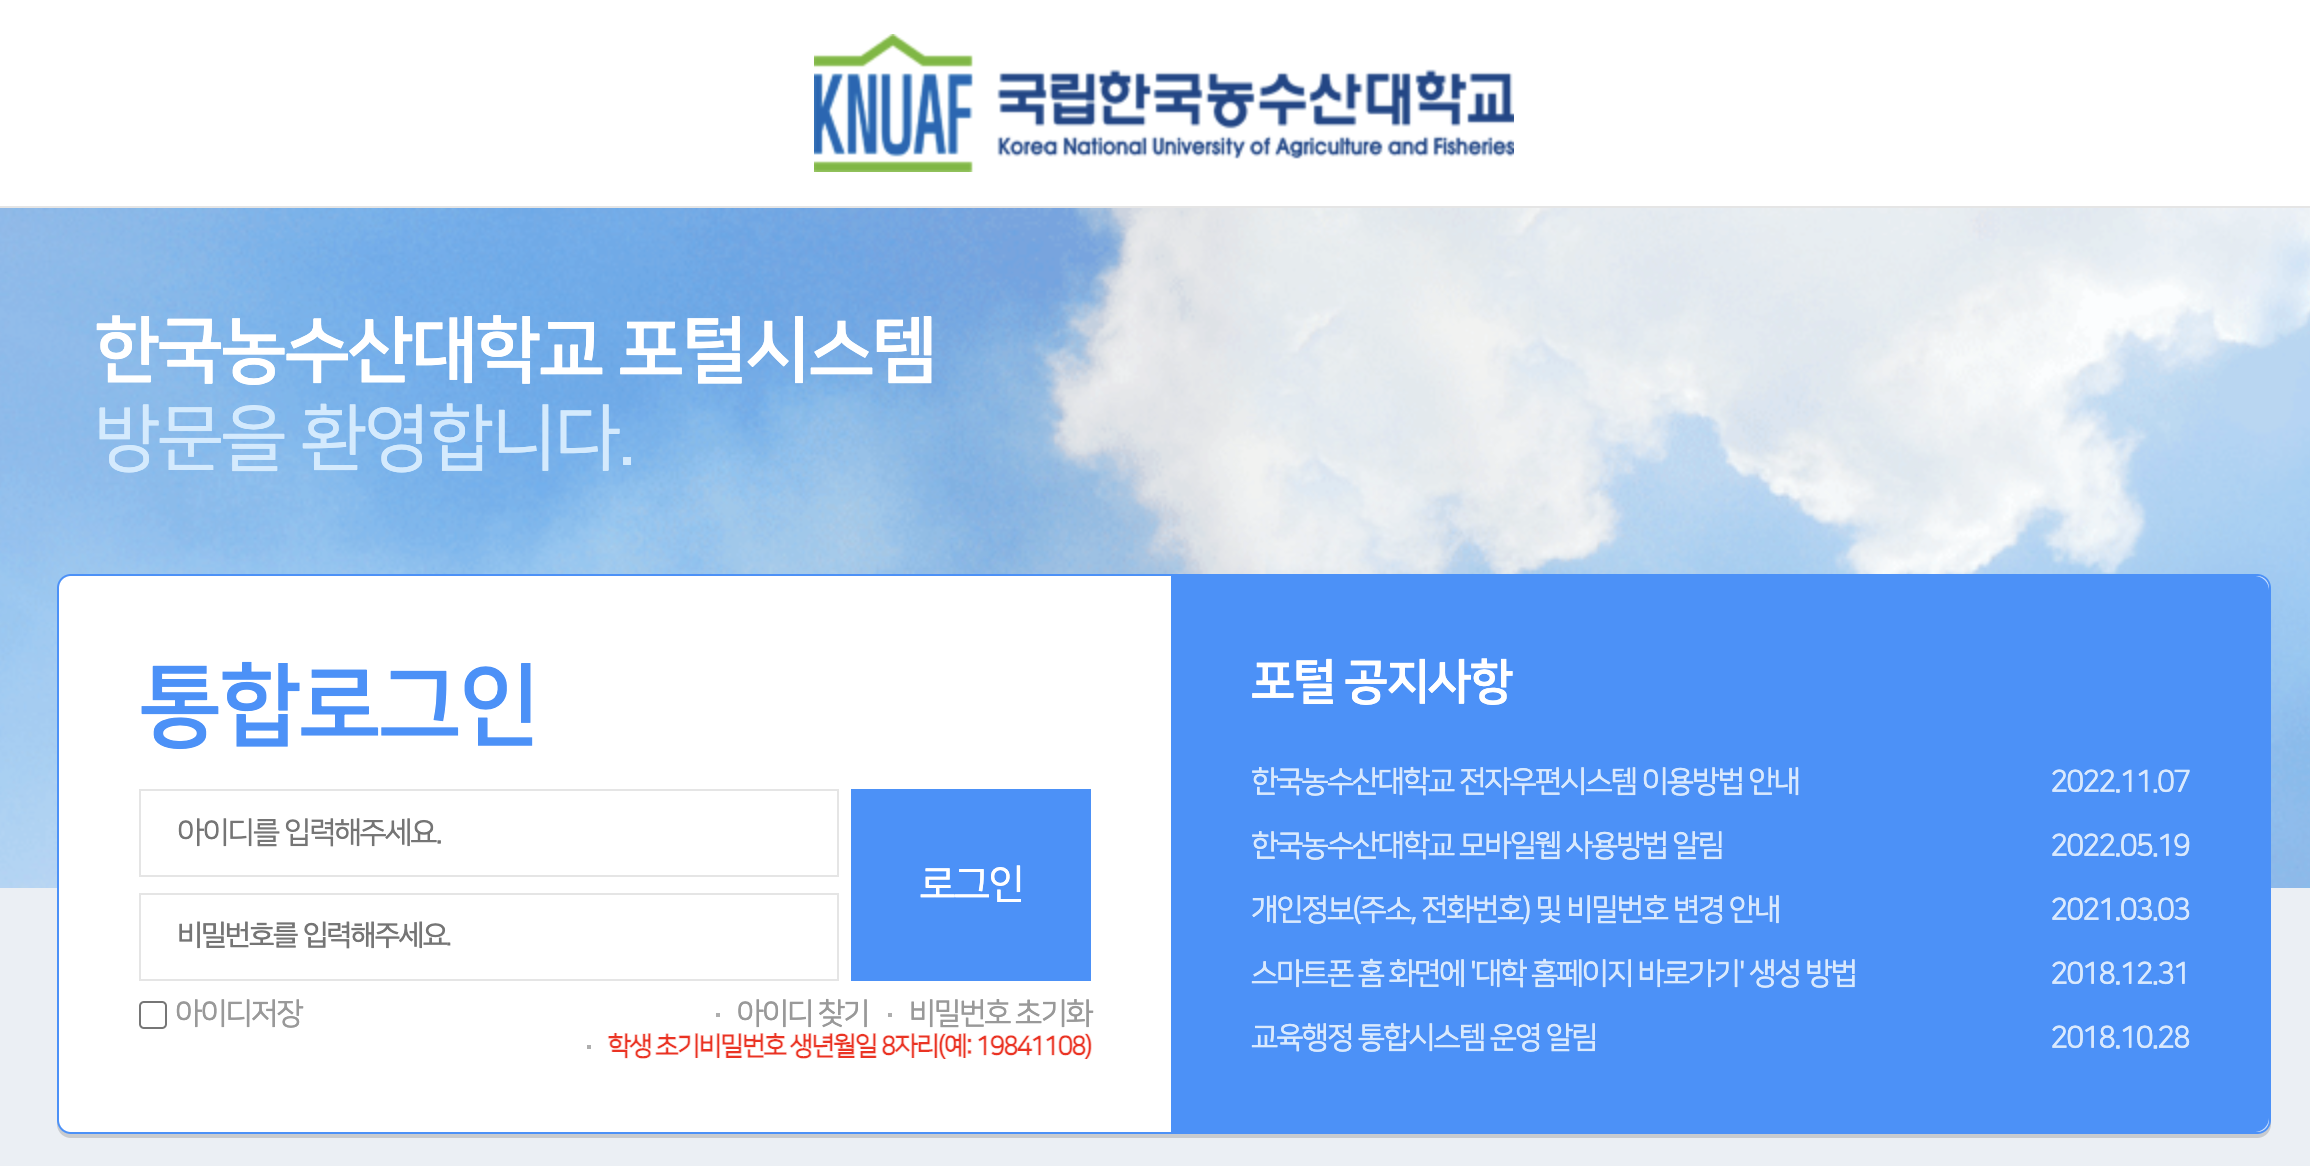 KNUAF
국립한국농수산대학교
Korea National University of Agriculture and Fisheries
한국농수산대학교 포털시스템
방문을 환영합니다.
통합로그인
아이디를 입력해주세요.
비밀번호를 입력해주세요.
로그인
아이디저장
· 아이디 찾기 · 비밀번호 초기화
· 학생 초기비밀번호 생년월일 8자리(예: 19841108)
포털 공지사항
한국농수산대학교 전자우편시스템 이용방법 안내 2022.11.07
한국농수산대학교 모바일웹 사용방법 알림 2022.05.19
개인정보(주소, 전화번호) 및 비밀번호 변경 안내 2021.03.03
스마트폰 홈 화면에 '대학 홈페이지 바로가기' 생성 방법 2018.12.31
교육행정 통합시스템 운영 알림 2018.10.28